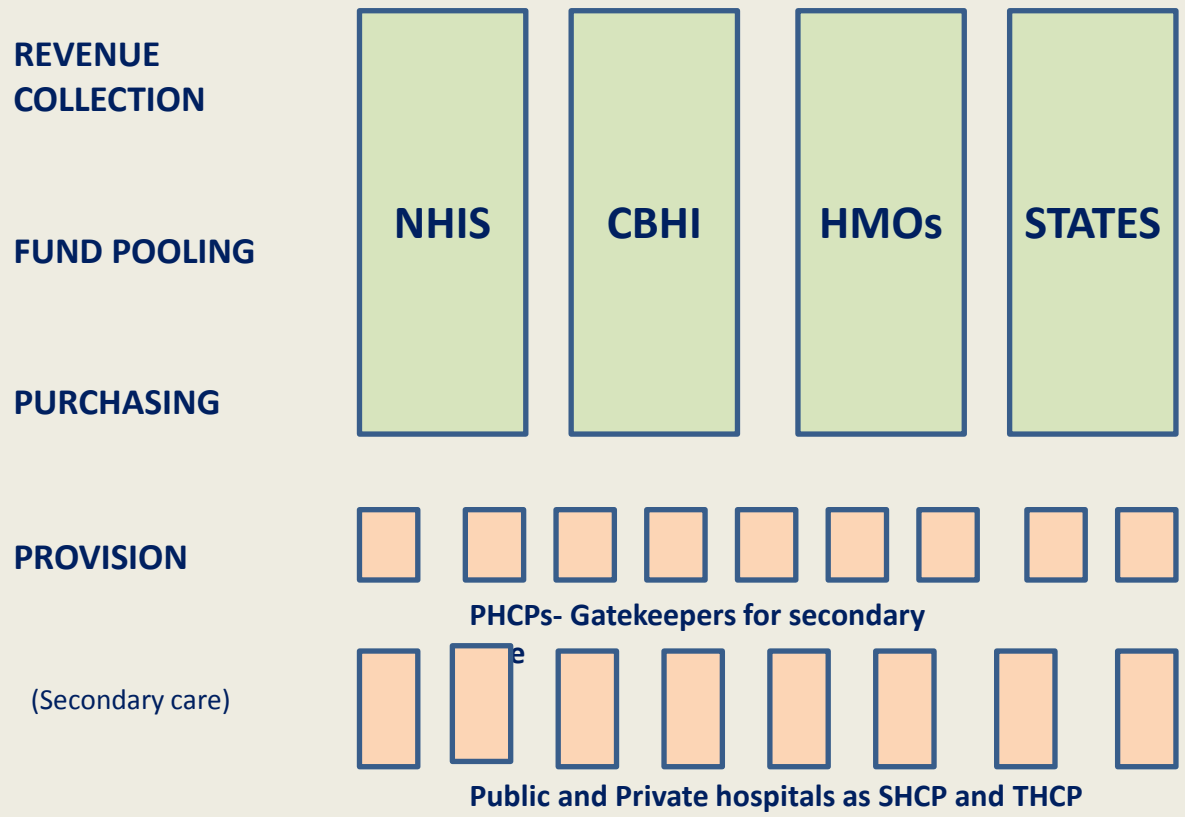 REVENUE
COLLECTION
NHIS
CBHI
HMOs
STATES
FUND POOLING
PURCHASING
PROVISION
PHCPs- Gatekeepers for secondary
(Secondary care)
Public and Private hospitals as SHCP and THCP